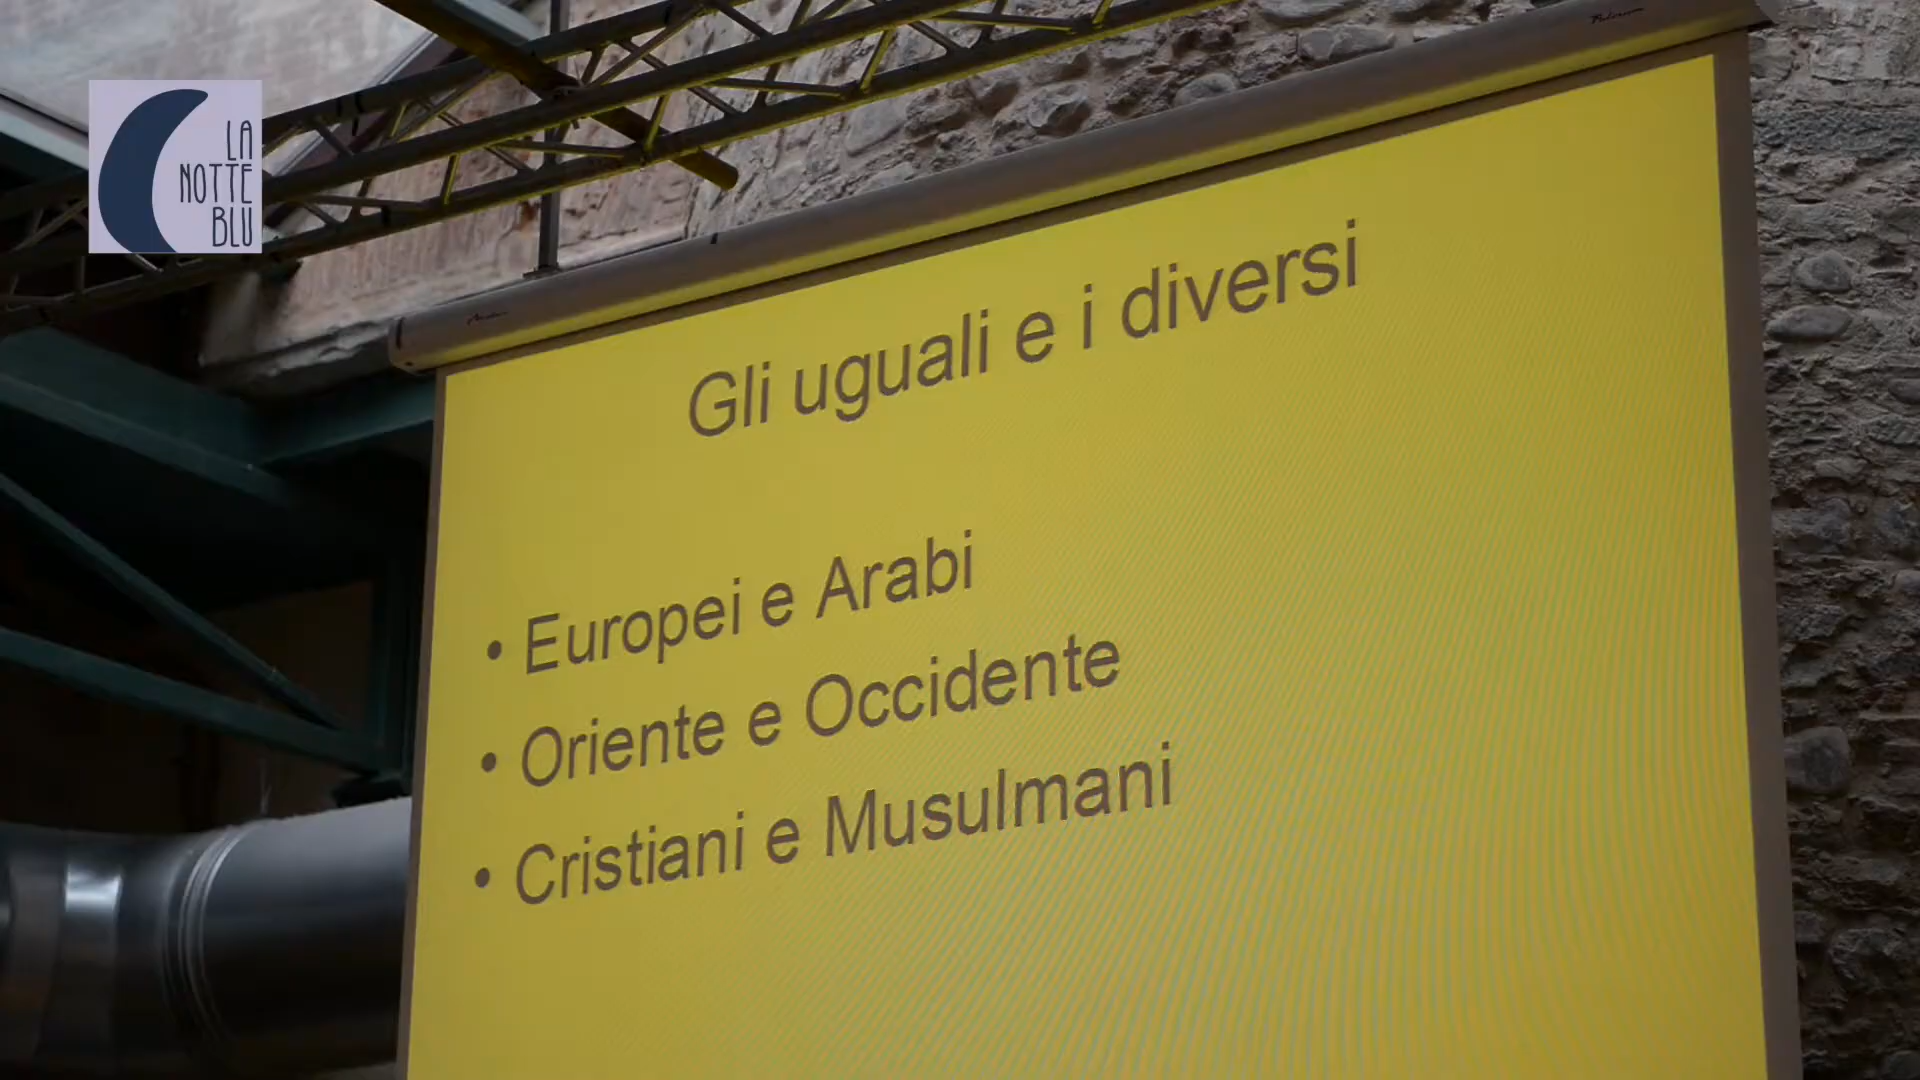 LA
NOTTE
BLU
Gli uguali e i diversi
• Europei e Arabi
• Oriente e Occidente
• Cristiani e Musulmani